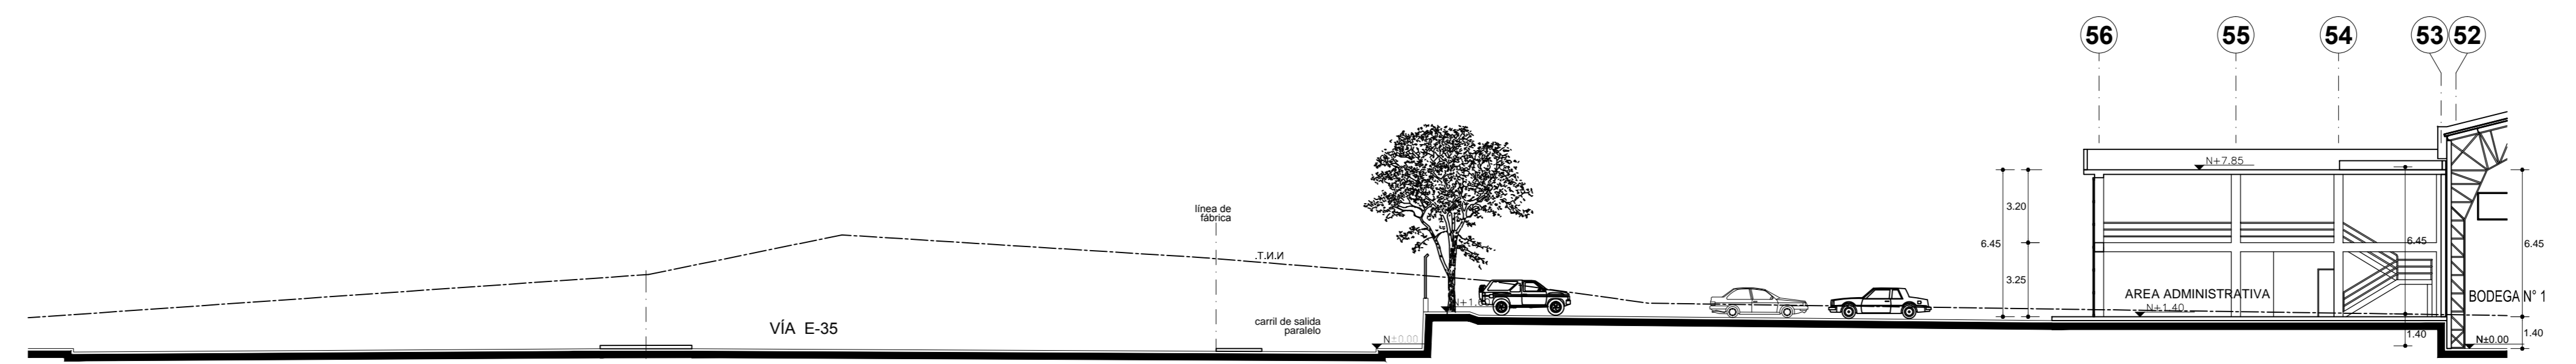 56
55
54
53
52
N+7.85
3.20
6.45
3.25
6.45
6.45
línea de
fábrica
.T.N.N
AREA ADMINISTRATIVA
N+1.40
BODEGA N° 1
VÍA E-35
carril de salida
paralelo
N±0.00
1.40
1.40
N±0.00